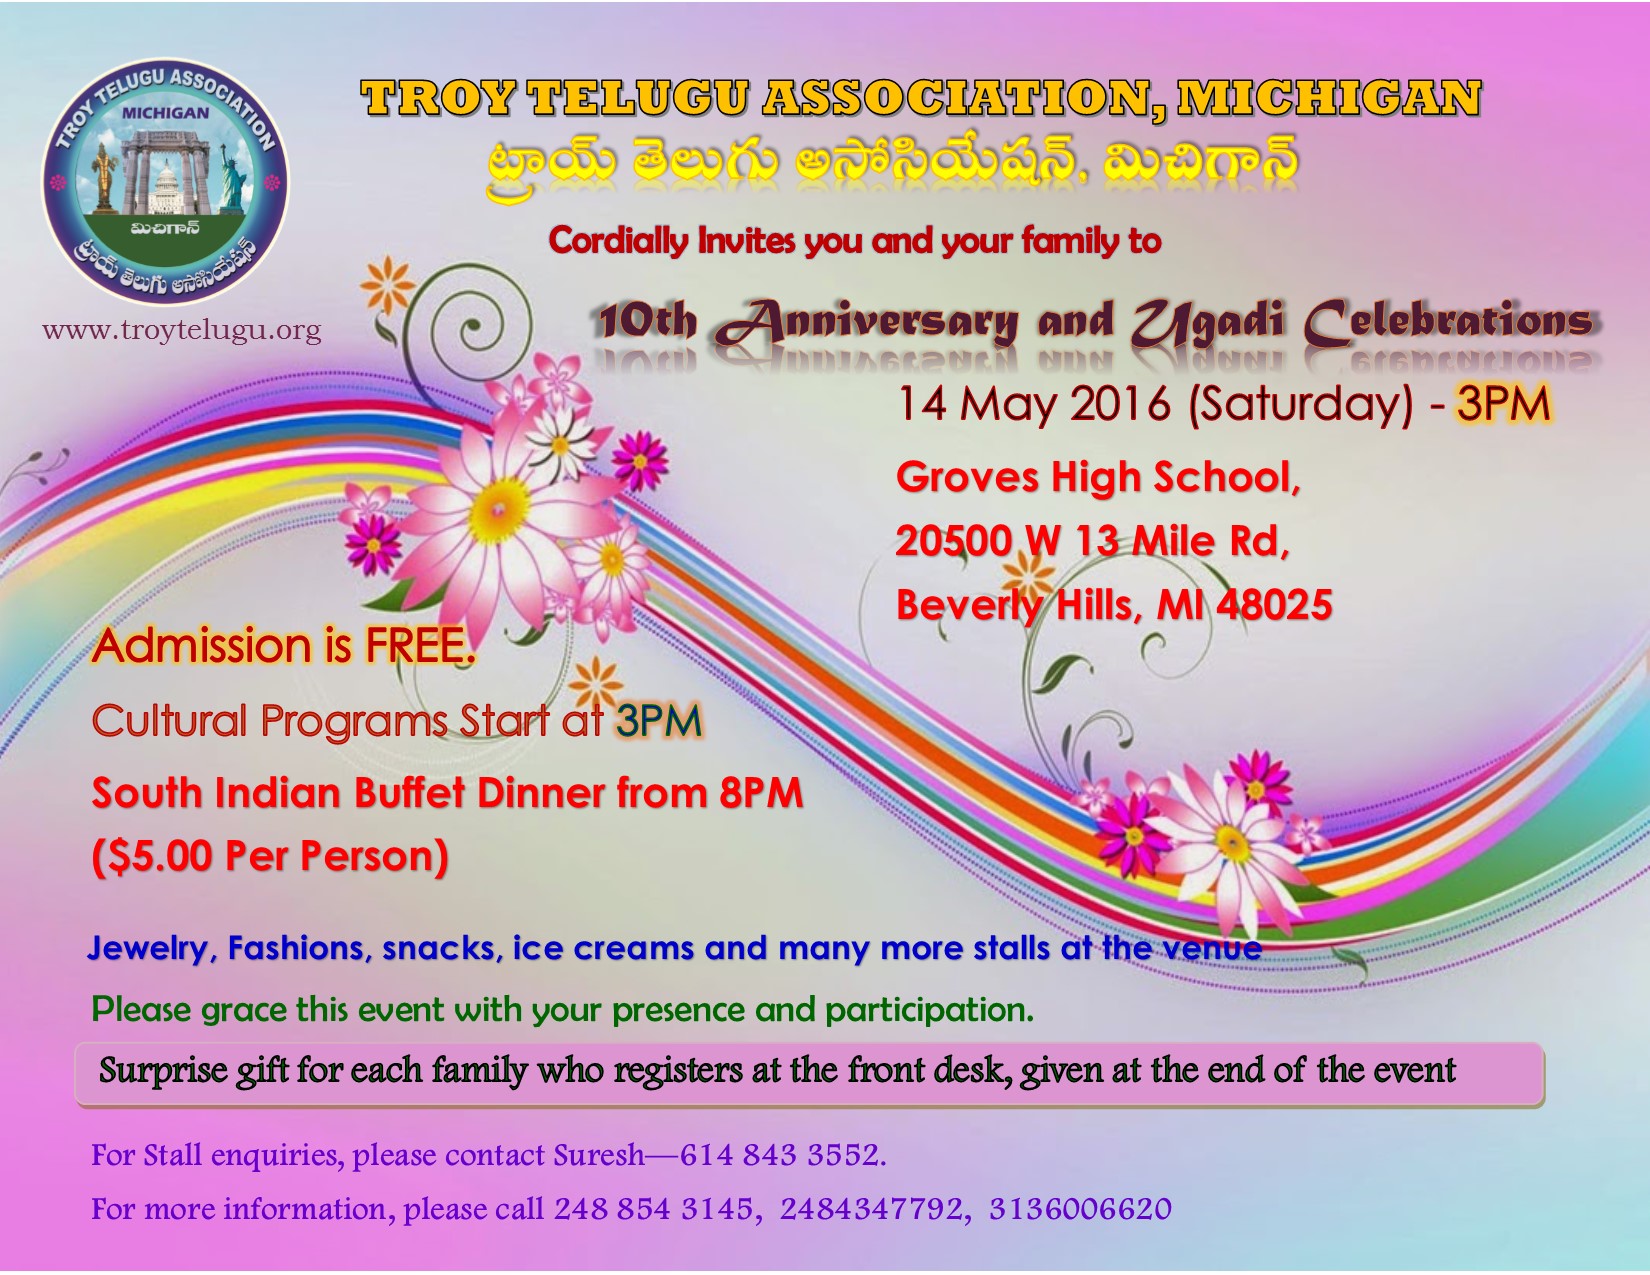 TROY TELUGU ASSOCIATION
MICHIGAN
మిచిగాన్
ట్రాయ్ తెలుగు అసోసియేషన్
www.troytelugu.org
TROY TELUGU ASSOCIATION, MICHIGAN
ట్రాయ్ తెలుగు అసోసియేషన్, మిచిగాన్
Cordially Invites you and your family to
10th Anniversary and Ugadi Celebrations
14 May 2016 (Saturday) - 3PM
Groves High School,
20500 W 13 Mile Rd,
Beverly Hills, MI 48025
Admission is FREE.
Cultural Programs Start at 3PM
South Indian Buffet Dinner from 8PM
($5.00 Per Person)
Jewelry, Fashions, snacks, ice creams and many more stalls at the venue
Please grace this event with your presence and participation.
Surprise gift for each family who registers at the front desk, given at the end of the event
For Stall enquiries, please contact Suresh—614 843 3552.
For more information, please call 248 854 3145,  2484347792,  3136006620